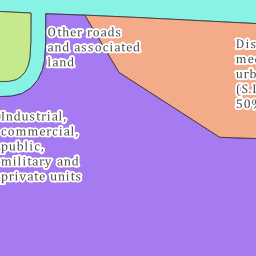 Other roads
and associated
land
Dis
me
urb
(S.L
50%
Industrial,
commercial,
public,
military and
private units